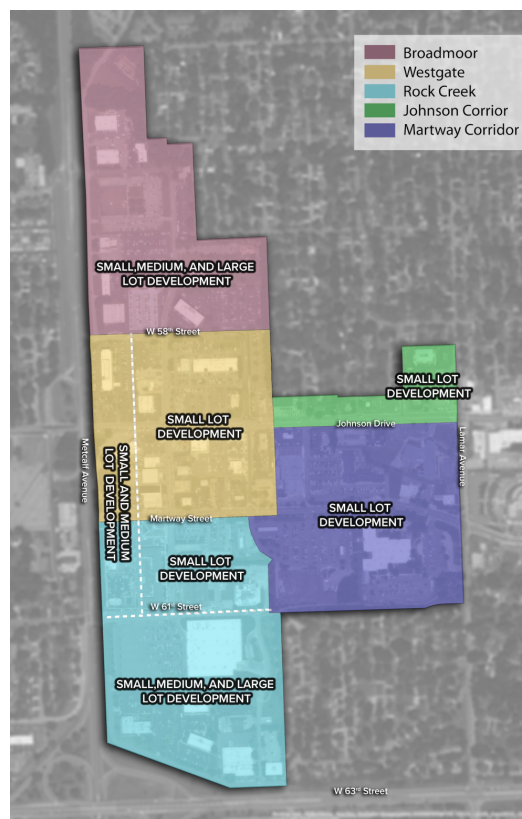 Broadmoor
Westgate
Rock Creek
Johnson Corrior
Martway Corridor
SMALL,MEDIUM, AND LARGE
LOT DEVELOPMENT
W 58th Street
SMALL LOT
DEVELOPMENT
SMALL LOT
DEVELOPMENT
Johnson Drive
Metcalf Avenue
SMALL AND MEDIUM
LOT DEVELOPMENT
Lamar Avenue
SMALL LOT
DEVELOPMENT
Martway Street
SMALL LOT
DEVELOPMENT
W 61st Street
SMALL,MEDIUM, AND LARGE
LOT DEVELOPMENT
W 63rd Street